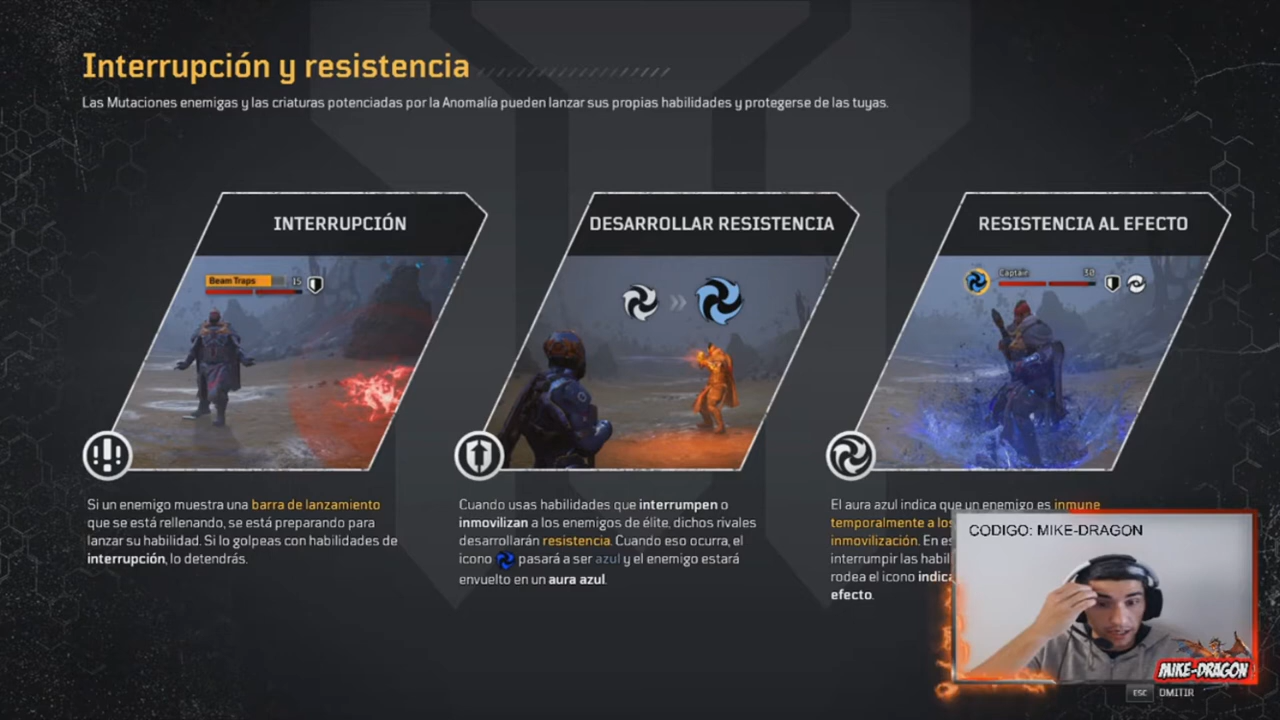 Interrupción y resistencia
Las Mutaciones enemigas y las criaturas potenciadas por la Anomalía pueden lanzar sus propias habilidades y protegerse de las tuyas.
INTERRUPCIÓN
Beam Traps 15
Si un enemigo muestra una barra de lanzamiento
que se está rellenando, se está preparando para
lanzar su habilidad. Si lo golpeas con habilidades de
interrupción, lo detendrás.
DESARROLLAR RESISTENCIA
Cuando usas habilidades que interrumpen o
inmovilizan a los enemigos de élite, dichos rivales
desarrollarán resistencia. Cuando eso ocurra, el
icono pasará a ser azul y el enemigo estará
envuelto en un aura azul.
RESISTENCIA AL EFECTO
Captain 30
El aura azul indica que un enemigo es inmune
temporalmente a los
inmovilización. En es
interrumpir las habil
rodea el icono indica
efecto.
CODIGO: MIKE-DRAGON
MIKE-DRAGON
ESC OMITIR